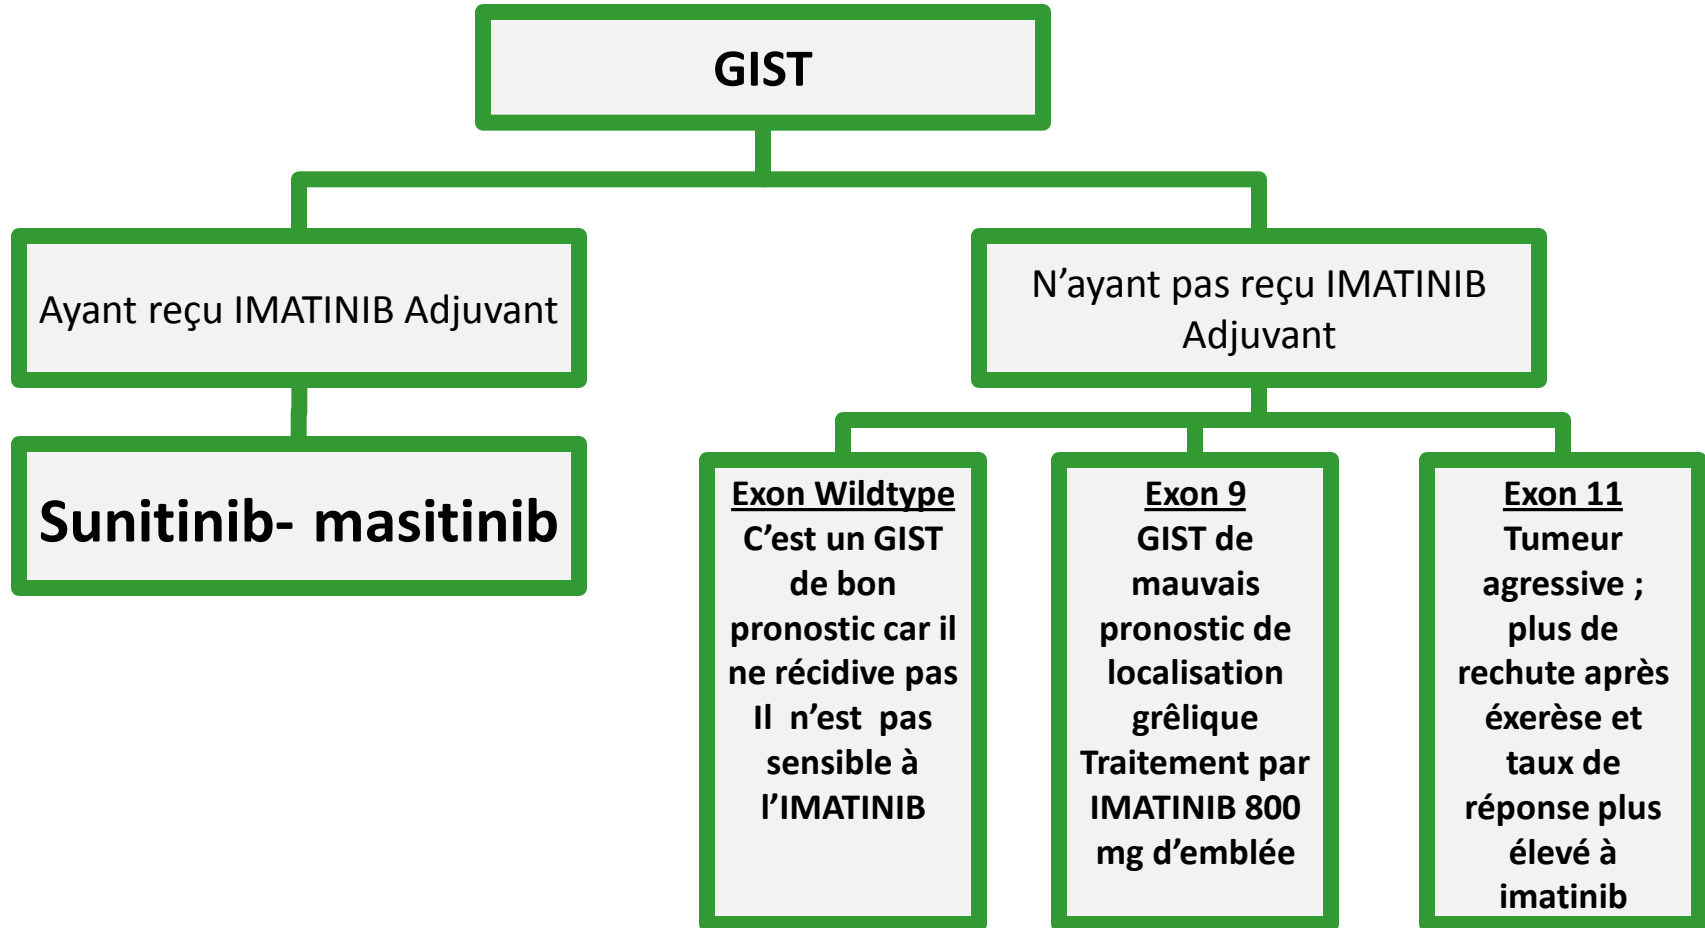 GIST
Ayant reçu IMATINIB Adjuvant
N’ayant pas reçu IMATINIB
Adjuvant
Sunitinib- masitinib
Exon Wildtype
C’est un GIST
de bon
pronostic car il
ne récidive pas
Il n’est pas
sensible à
l’IMATINIB
Exon 9
GIST de
mauvais
pronostic de
localisation
grêlique
Traitement par
IMATINIB 800
mg d’emblée
Exon 11
Tumeur
agressive ;
plus de
rechute après
éxerèse et
taux de
réponse plus
élevé à
imatinib